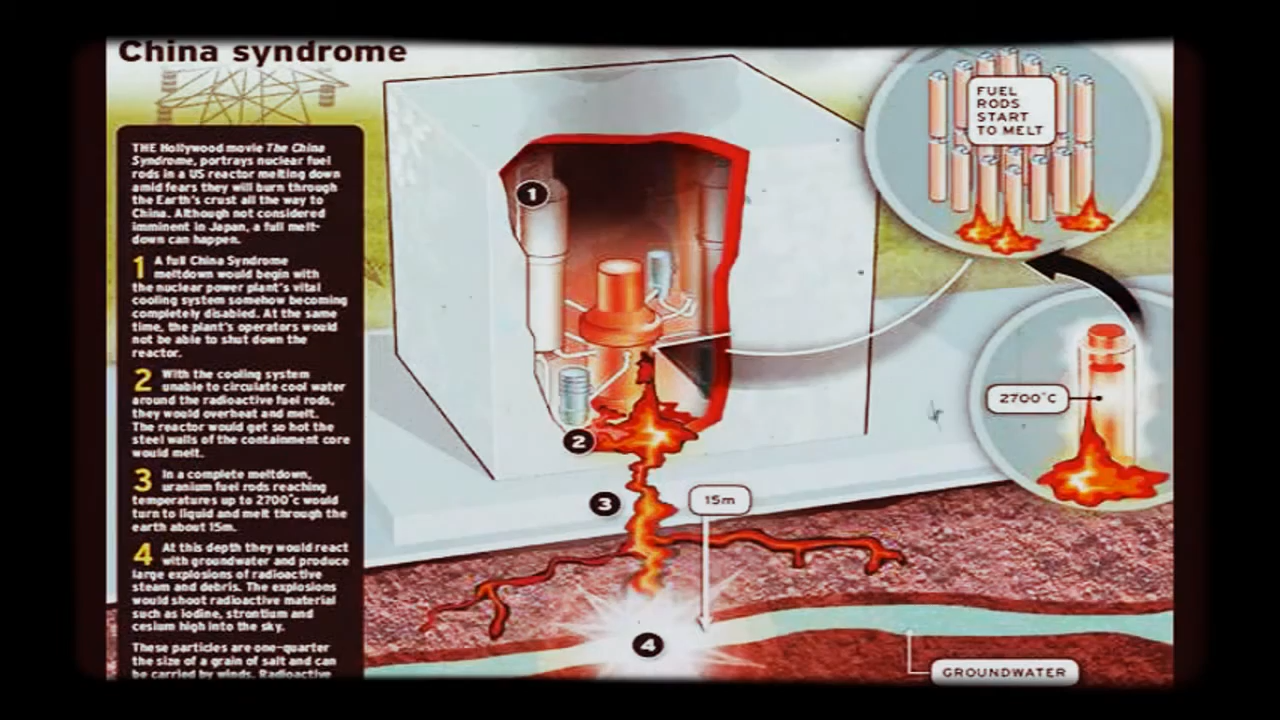 China syndrome
THE Hollywood movie The China
Syndrome, portrays nuclear fuel
rods in a US reactor melting down
amid fears they will burn through
the Earth's crust all the way to
China. Although not considered
imminent in Japan, a full melt-
down can happen.
1 A full China Syndrome
meltdown would begin with
the nuclear power plant's vital
cooling system somehow becoming
completely disabled. At the same
time, the plant's operators would
not be able to shut down the
reactor.
2 With the cooling system
unable to circulate cool water
around the radioactive fuel rods,
they would overheat and melt.
The reactor would get so hot the
steel walls of the containment core
would melt.
3 In a complete meltdown,
uranium fuel rods reaching
temperatures up to 2700°c would
turn to liquid and melt through the
earth about 15m.
4 At this depth they would react
with groundwater and produce
large explosions of radioactive
steam and debris. The explosions
would shoot radioactive material
such as iodine, strontium and
cesium high into the sky.
These particles are one-quarter
the size of a grain of salt and can
be carried by winds. Radioactive
1
2
3
15m
4
GROUNDWATER
FUEL
RODS
START
TO MELT
2700°C